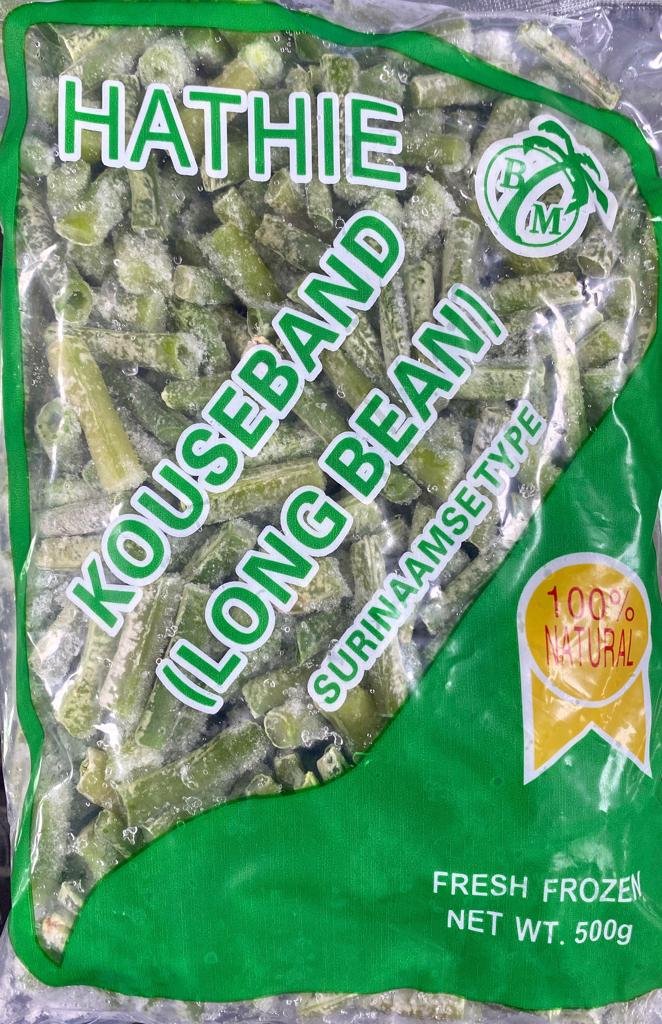 HATHIE
B
M
KOUSEBAND
(LONG BEAN)
SURINAAMSE TYPE
100%
NATURAL
FRESH FROZEN
NET WT. 500g